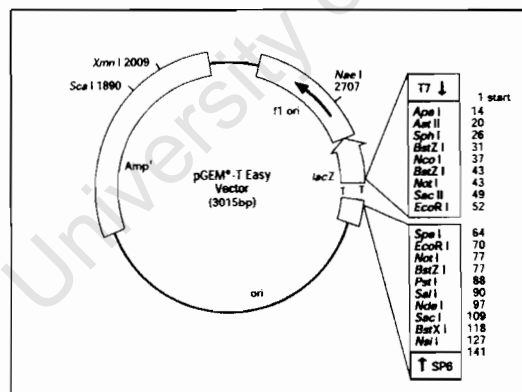 Xmn I 2009
Sca I 1890
Nae I
2707
f1 ori
Ampʳ
pGEM®-T Easy
Vector
(3015bp)
lacZ
T T
ori
T7 ↓
1 start
Apa I 14
Aat II 20
Sph I 26
BstZ I 31
Nco I 37
BstZ I 43
Not I 43
Sac II 49
EcoR I 52
Spe I 64
EcoR I 70
Not I 77
BstZ I 77
Pst I 88
Sal I 90
Nde I 97
Sac I 109
BstX I 118
Nsi I 127
141
↑ SP6
University of